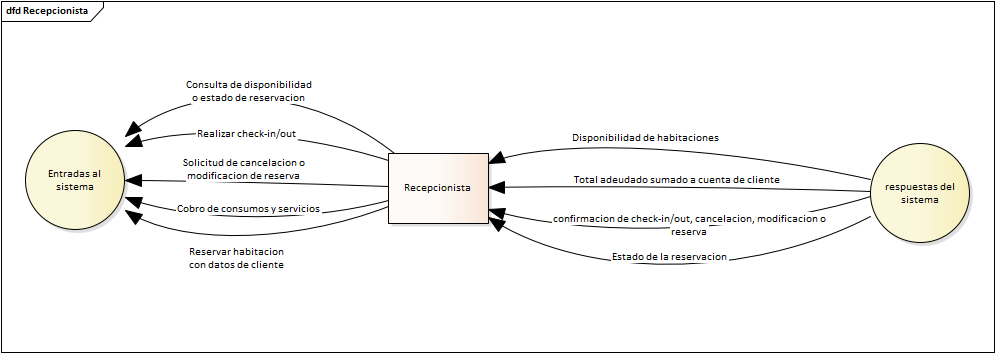 dfd Recepcionista
Consulta de disponibilidad
o estado de reservacion
Realizar check-in/out
Solicitud de cancelacion o
modificacion de reserva
Cobro de consumos y servicios
Reservar habitacion
con datos de cliente
Entradas al
sistema
Recepcionista
Disponibilidad de habitaciones
Total adeudado sumado a cuenta de cliente
confirmacion de check-in/out, cancelacion, modificacion o
reserva
Estado de la reservacion
respuestas del
sistema